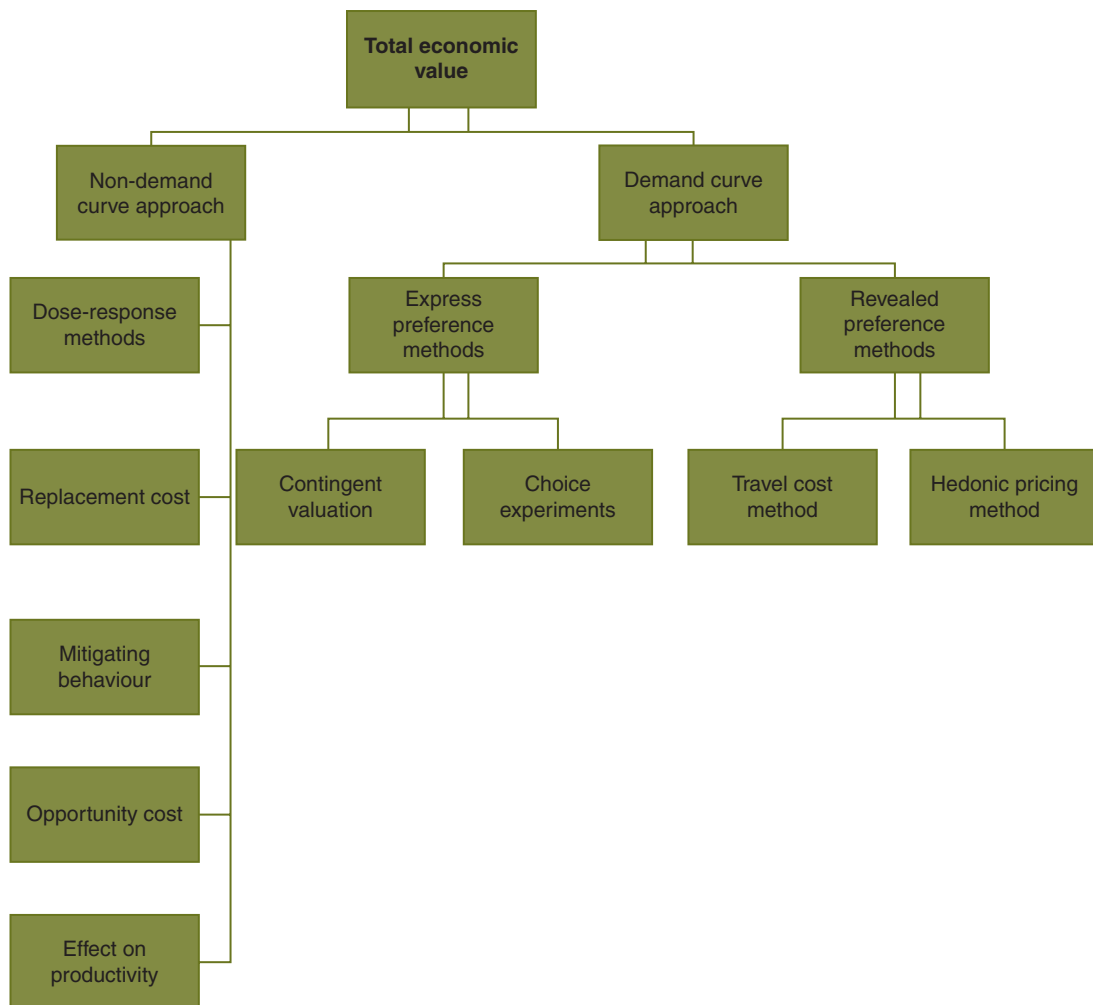 Total economic
value
Non-demand
curve approach
Demand curve
approach
Dose-response
methods
Express
preference
methods
Revealed
preference
methods
Replacement cost
Contingent
valuation
Choice
experiments
Travel cost
method
Hedonic pricing
method
Mitigating
behaviour
Opportunity cost
Effect on
productivity